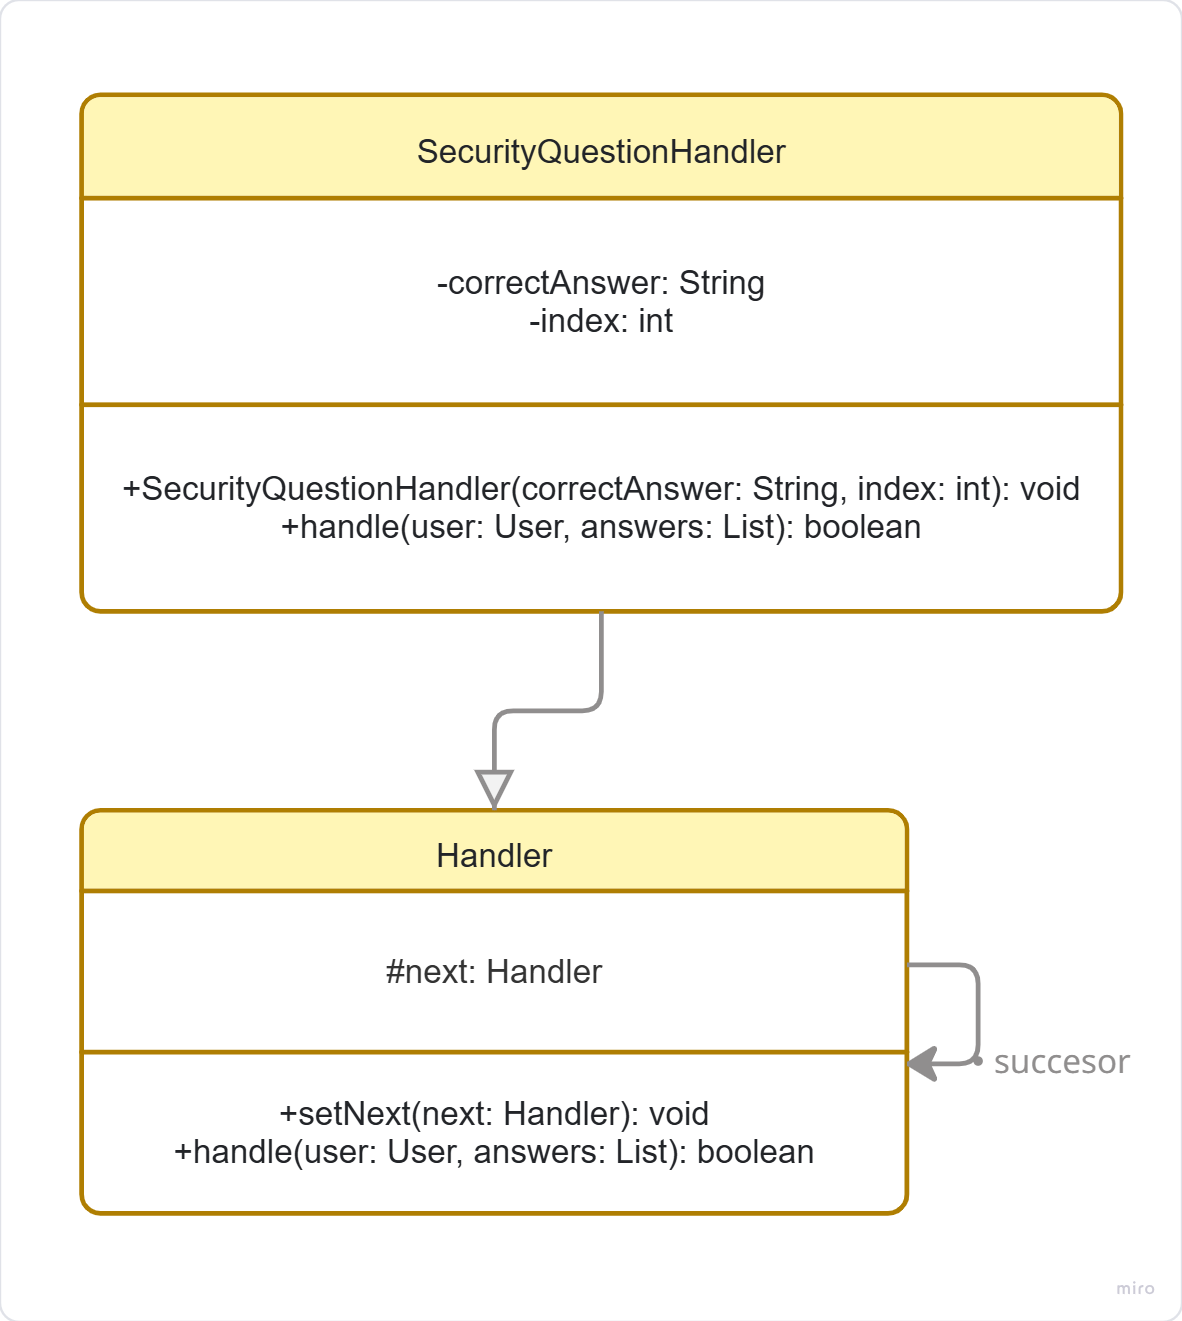 SecurityQuestionHandler
-correctAnswer: String
-index: int
+SecurityQuestionHandler(correctAnswer: String, index: int): void
+handle(user: User, answers: List): boolean
Handler
#next: Handler
succesor
+setNext(next: Handler): void
+handle(user: User, answers: List): boolean
miro